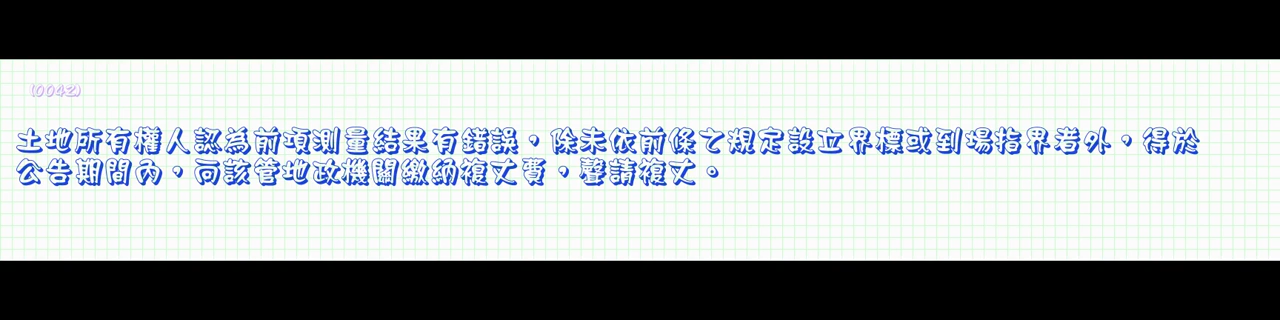 (0042)
土地所有權人認為前項測量結果有錯誤，除未依前條之規定設立界標或到場指界者外，得於
公告期間內，向該管地政機關繳納複丈費，聲請複丈。